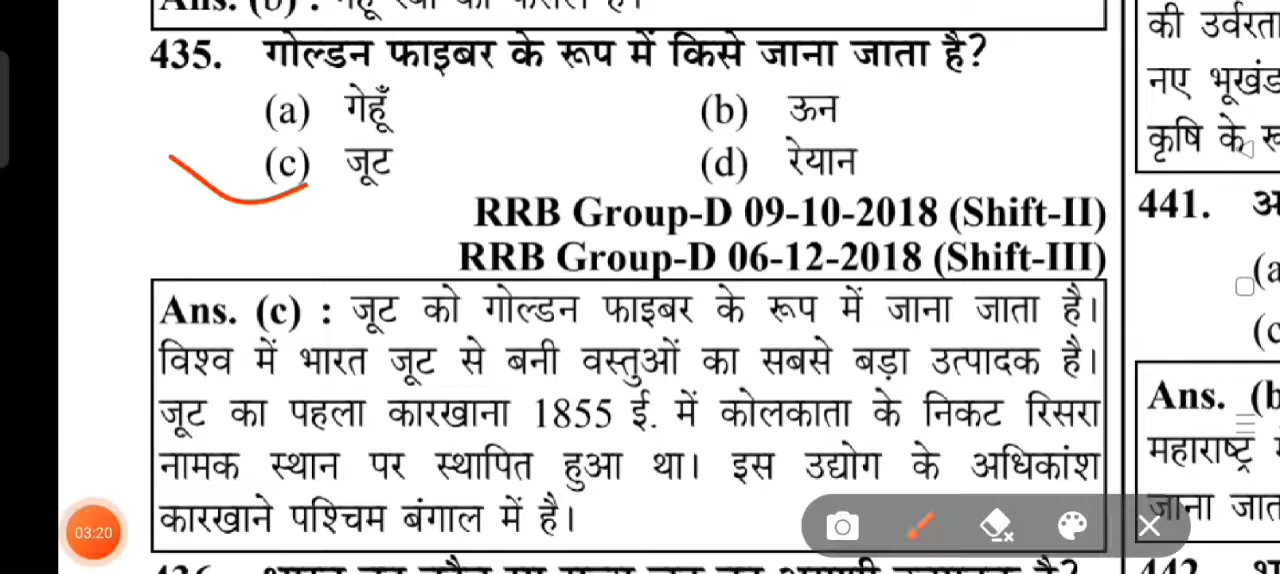 435. गोल्डन फाइबर के रूप में किसे जाना जाता है?
(a) गेहूँ (b) ऊन
(c) जूट (d) रेयान
RRB Group-D 09-10-2018 (Shift-II)
RRB Group-D 06-12-2018 (Shift-III)
Ans. (c) : जूट को गोल्डन फाइबर के रूप में जाना जाता है।
विश्व में भारत जूट से बनी वस्तुओं का सबसे बड़ा उत्पादक है।
जूट का पहला कारखाना 1855 ई. में कोलकाता के निकट रिसरा
नामक स्थान पर स्थापित हुआ था। इस उद्योग के अधिकांश
कारखाने पश्चिम बंगाल में है।
03:20
की उर्वरता
नए भूखंड
कृषि के
441.
(a
(c
Ans. (b
महाराष्ट्र
जाना जात